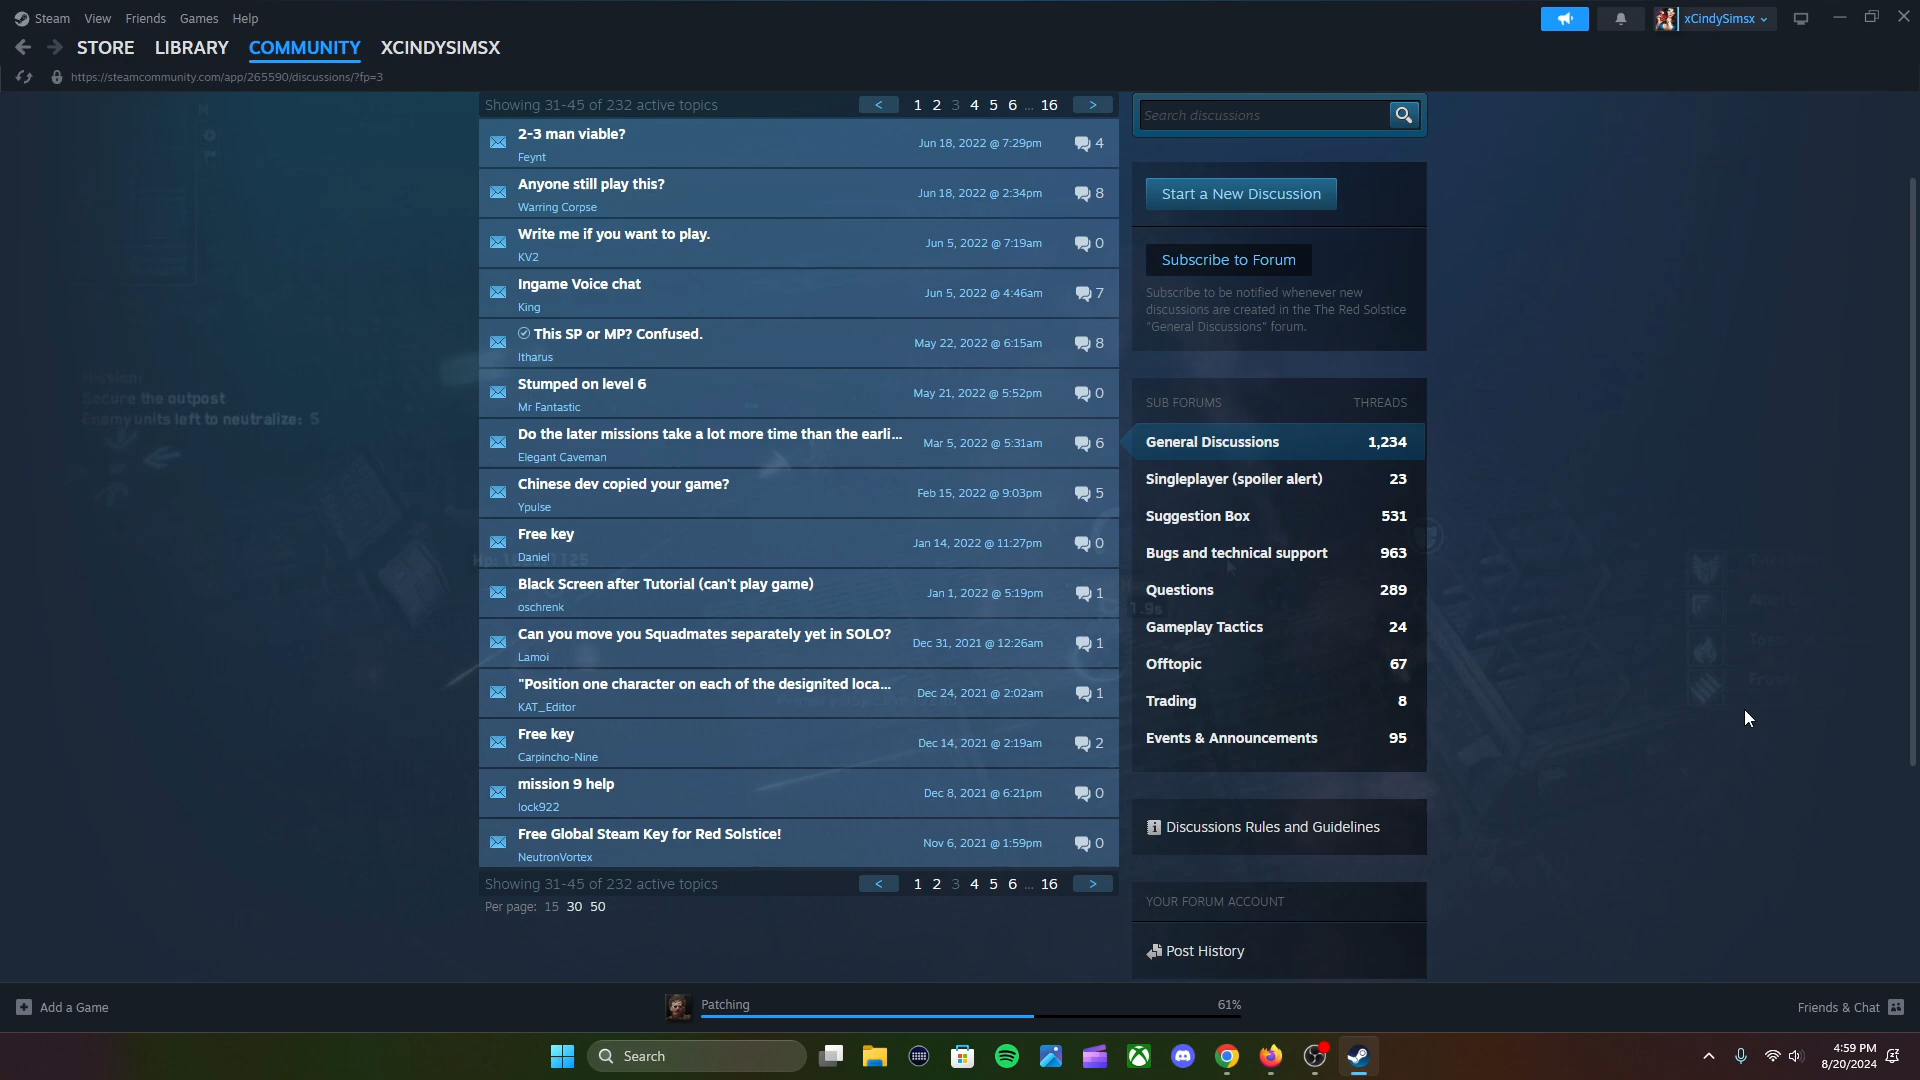 Steam View Friends Games Help
xCindySimsx
STORE LIBRARY COMMUNITY XCINDYSIMSX
https://steamcommunity.com/app/265590/discussions/?fp=3
Showing 31-45 of 232 active topics < 1 2 3 4 5 6 ... 16 >
2-3 man viable? Jun 18, 2022 @ 7:29pm 4
Feynt
Anyone still play this? Jun 18, 2022 @ 2:34pm 8
Warring Corpse
Write me if you want to play. Jun 5, 2022 @ 7:19am 0
KV2
Ingame Voice chat Jun 5, 2022 @ 4:46am 7
King
This SP or MP? Confused. May 22, 2022 @ 6:15am 8
Itharus
Stumped on level 6 May 21, 2022 @ 5:52pm 0
Mr Fantastic
Do the later missions take a lot more time than the earli... Mar 5, 2022 @ 5:31am 6
Elegant Caveman
Chinese dev copied your game? Feb 15, 2022 @ 9:03pm 5
Ypulse
Free key Jan 14, 2022 @ 11:27pm 0
Daniel
Black Screen after Tutorial (can't play game) Jan 1, 2022 @ 5:19pm 1
oschrenk
Can you move you Squadmates separately yet in SOLO? Dec 31, 2021 @ 12:26am 1
Lamoi
"Position one character on each of the designited loca... Dec 24, 2021 @ 2:02am 1
KAT_Editor
Free key Dec 14, 2021 @ 2:19am 2
Carpincho-Nine
mission 9 help Dec 8, 2021 @ 6:21pm 0
lock922
Free Global Steam Key for Red Solstice! Nov 6, 2021 @ 1:59pm 0
NeutronVortex
Showing 31-45 of 232 active topics < 1 2 3 4 5 6 ... 16 >
Per page: 15 30 50
Search discussions
Start a New Discussion
Subscribe to Forum
Subscribe to be notified whenever new
discussions are created in the The Red Solstice
"General Discussions" forum.
SUB FORUMS THREADS
General Discussions 1,234
Singleplayer (spoiler alert) 23
Suggestion Box 531
Bugs and technical support 963
Questions 289
Gameplay Tactics 24
Offtopic 67
Trading 8
Events & Announcements 95
Discussions Rules and Guidelines
YOUR FORUM ACCOUNT
Post History
Mission:
Secure the outpost
Enemy units left to neutralize: 5
Add a Game
Patching 61%
Friends & Chat
Search
4:59 PM
8/20/2024